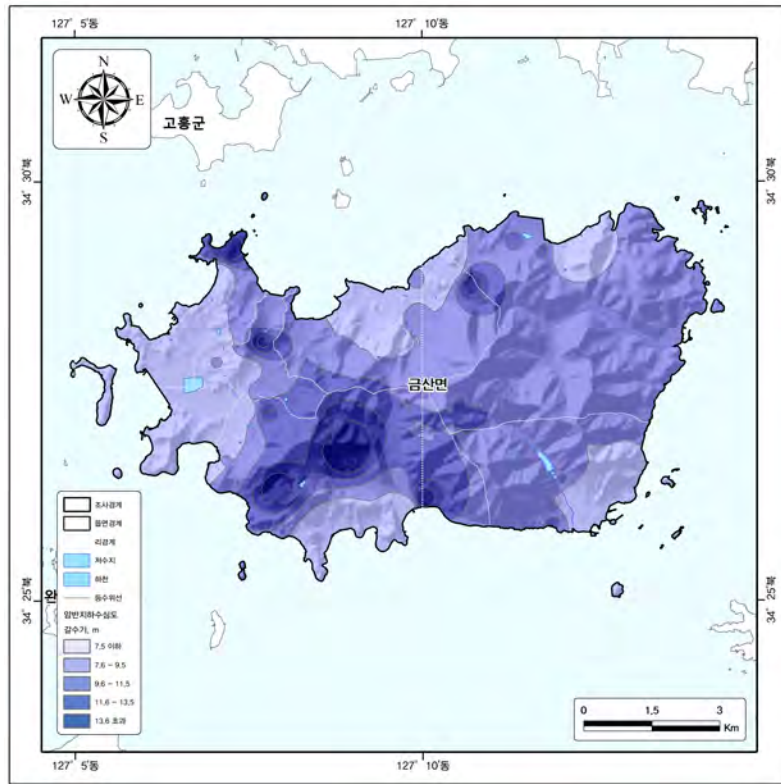 127° 5'동
127° 10'동
N
W
E
S
고흥군
34° 30'북
34° 30'북
금산면
조사경계
읍면경계
리경계
저수지
하천
등수위선
암반지하수심도
갈수기, m
7.5 이하
7.6 ~ 9.5
9.6 ~ 11.5
11.6 ~ 13.5
13.6 초과
완
34° 25'북
34° 25'북
0
1.5
3
Km
127° 5'동
127° 10'동